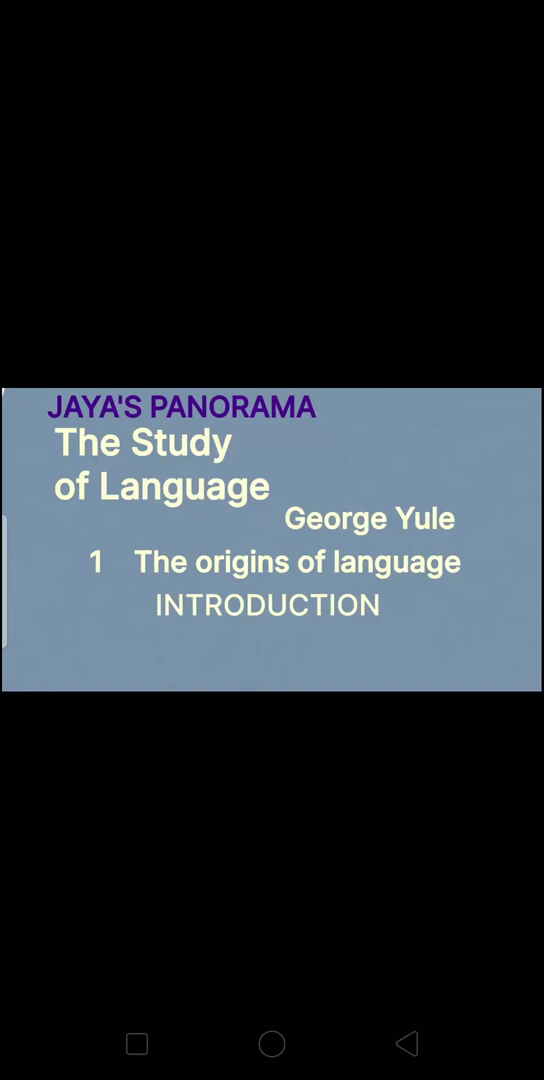 JAYA'S PANORAMA
The Study
of Language
George Yule
1 The origins of language
INTRODUCTION